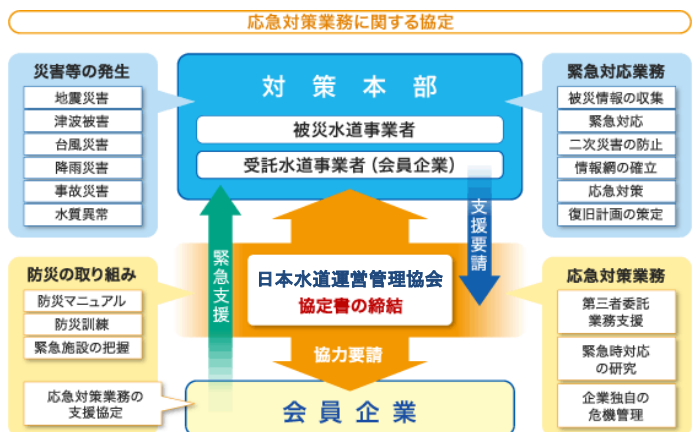 応急対策業務に関する協定
災害等の発生
地震災害
津波被害
台風災害
降雨災害
事故災害
水質異常
対策本部
被災水道事業者
受託水道事業者(会員企業)
緊急対応業務
被災情報の収集
緊急対応
二次災害の防止
情報網の確立
応急対策
復旧計画の策定
緊急支援
支援要請
日本水道運営管理協会
協定書の締結
協力要請
防災の取り組み
防災マニュアル
防災訓練
緊急施設の把握
応急対策業務の
支援協定
応急対策業務
第三者委託
業務支援
緊急時対応
の研究
企業独自の
危機管理
会員企業